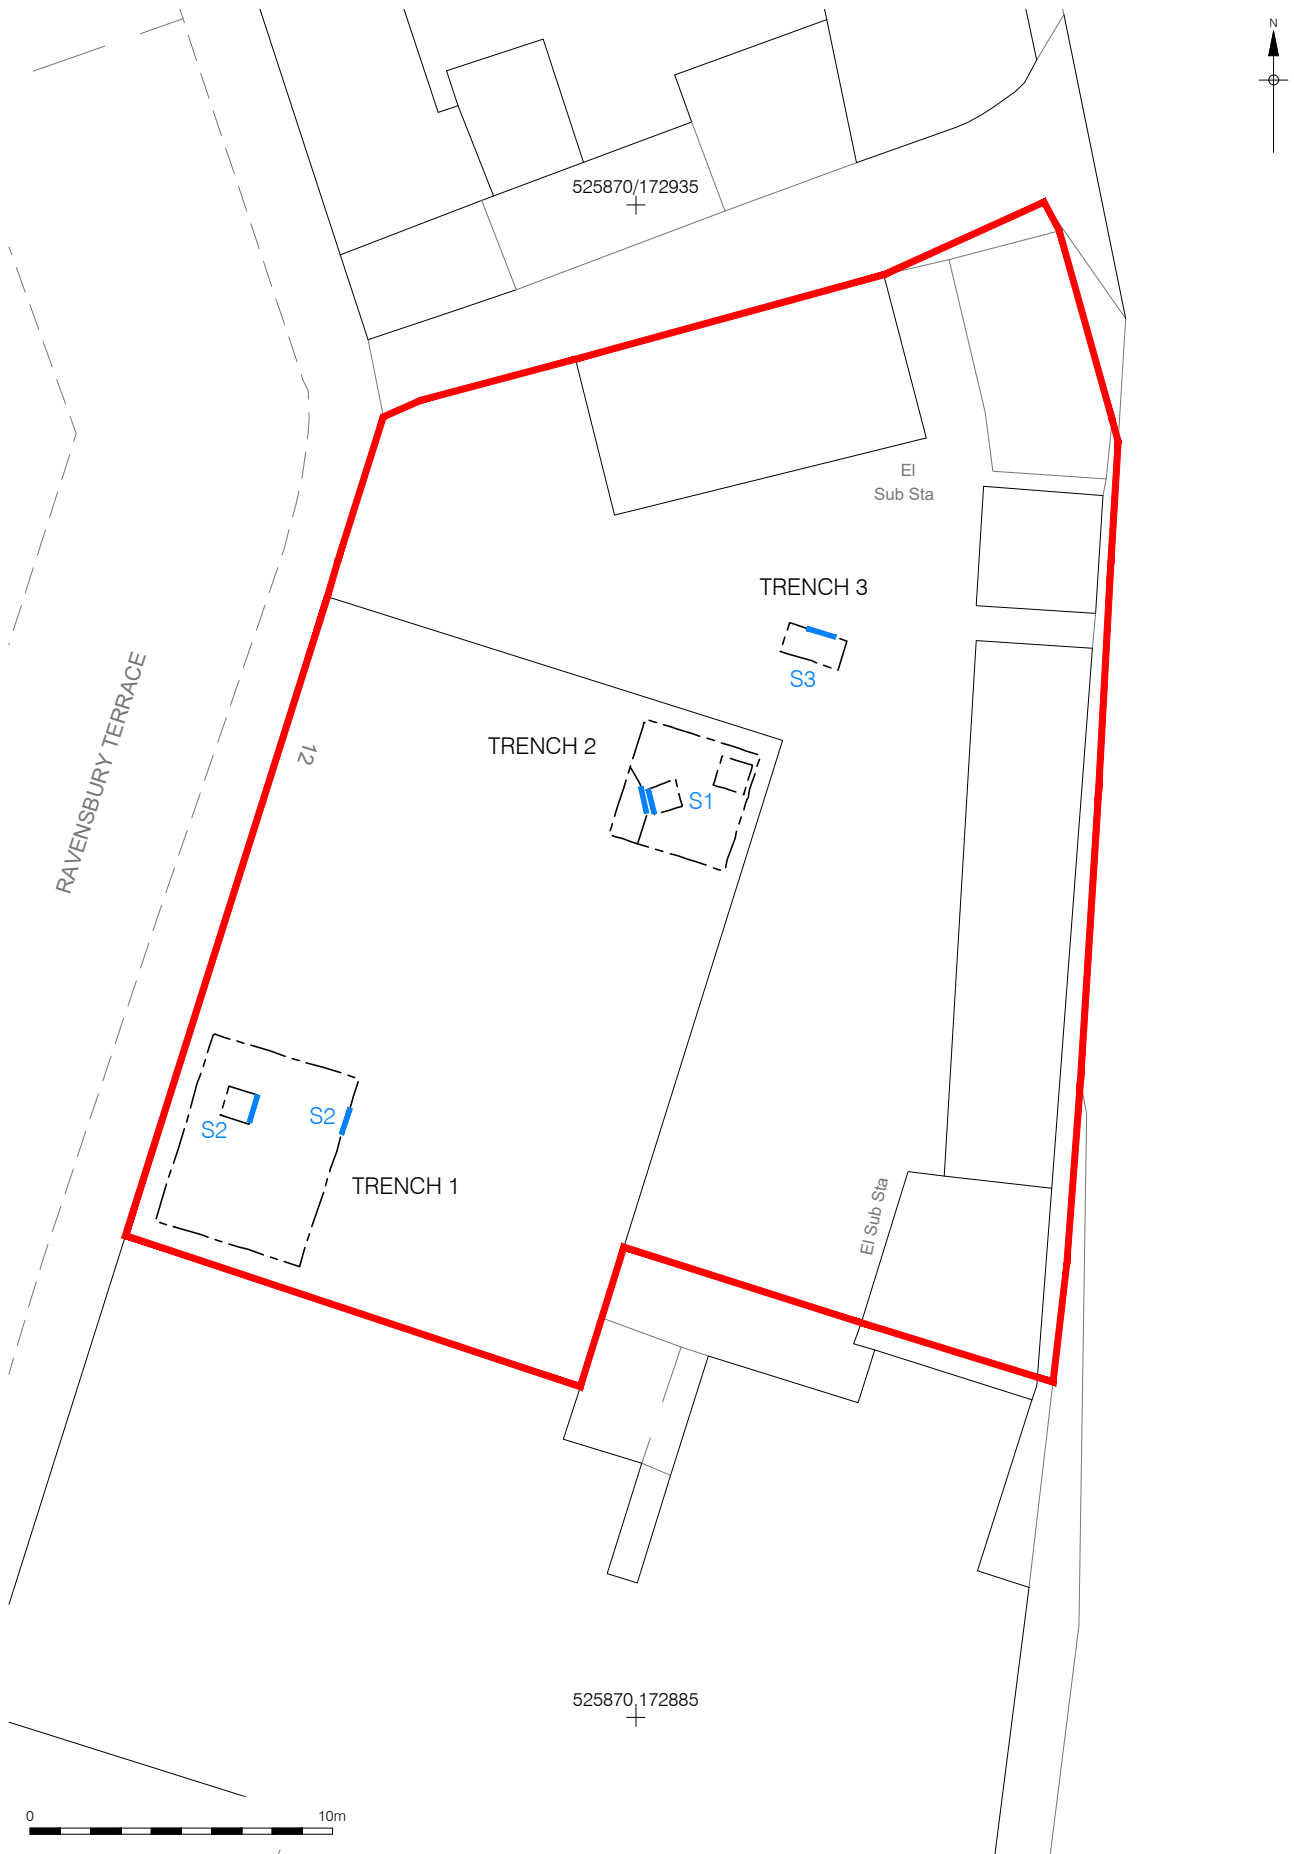 N
525870/172935
El
Sub Sta
TRENCH 3
S3
RAVENSBURY TERRACE
12
TRENCH 2
S1
S2
S2
TRENCH 1
El Sub Sta
525870,172885
0
10m